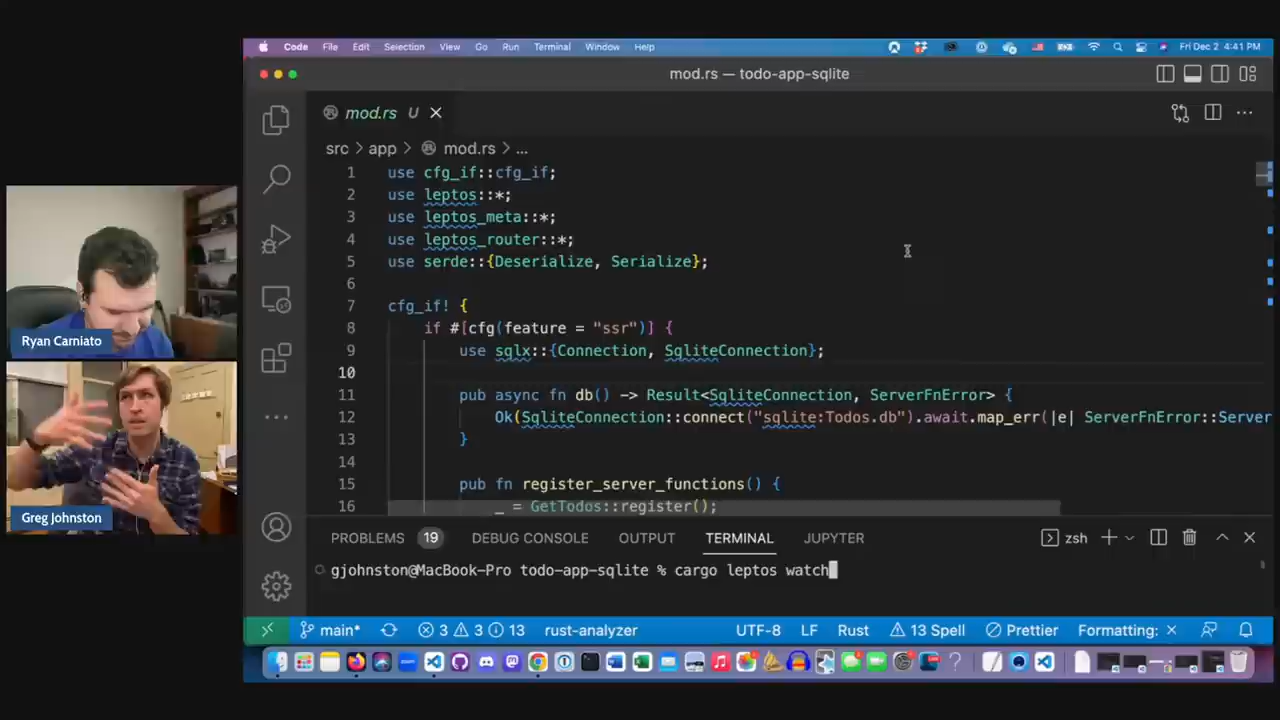 Code File Edit Selection View Go Run Terminal Window Help Fri Dec 2 4:41 PM
mod.rs — todo-app-sqlite
mod.rs U
src > app > mod.rs > ...
1 use cfg_if::cfg_if;
2 use leptos::*;
3 use leptos_meta::*;
4 use leptos_router::*;
5 use serde::{Deserialize, Serialize};
6
7 cfg_if! {
8 if #[cfg(feature = "ssr")] {
9 use sqlx::{Connection, SqliteConnection};
10
11 pub async fn db() -> Result<SqliteConnection, ServerFnError> {
12 Ok(SqliteConnection::connect("sqlite:Todos.db").await.map_err(|e| ServerFnError::Server
13 }
14
15 pub fn register_server_functions() {
16 _ = GetTodos::register();
Ryan Carniato
Greg Johnston
PROBLEMS 19 DEBUG CONSOLE OUTPUT TERMINAL JUPYTER zsh
gjohnston@MacBook-Pro todo-app-sqlite % cargo leptos watch
main* 3 3 13 rust-analyzer UTF-8 LF Rust 13 Spell Prettier Formatting: ×